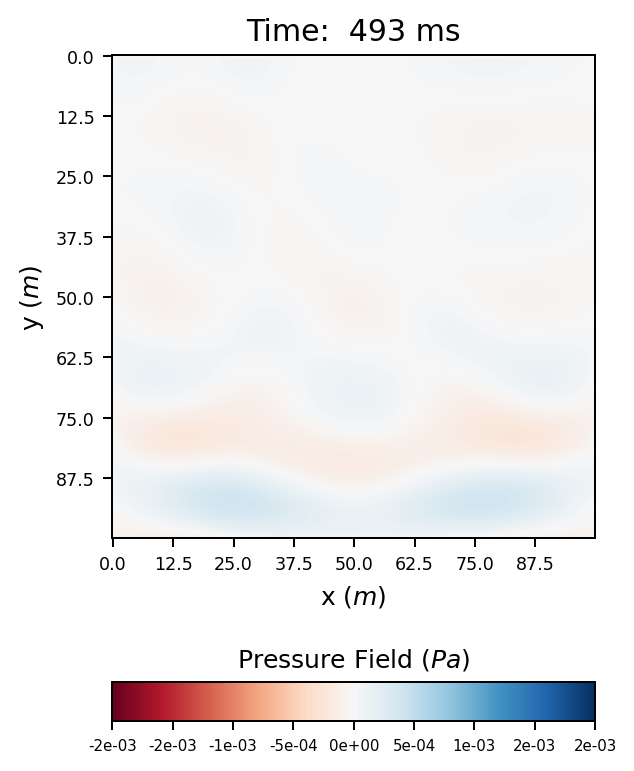 Time:  493 ms
0.0
12.5
25.0
37.5
50.0
62.5
75.0
87.5
y (m)
0.0 12.5 25.0 37.5 50.0 62.5 75.0 87.5
x (m)
Pressure Field (Pa)
-2e-03 -2e-03 -1e-03 -5e-04 0e+00 5e-04 1e-03 2e-03 2e-03